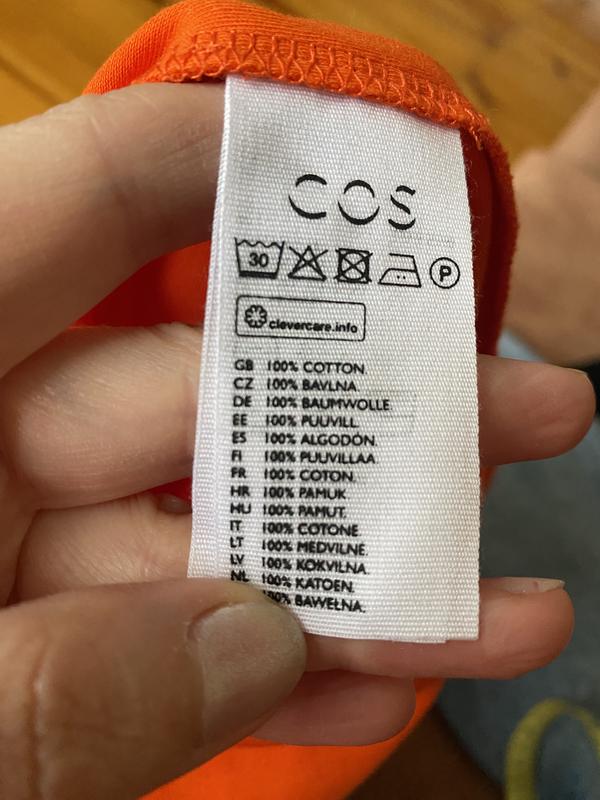 COS
30
P
clevercare.info
GB 100% COTTON.
CZ 100% BAVLNA.
DE 100% BAUMWOLLE.
EE 100% PUUVILL.
ES 100% ALGODÓN.
FI 100% PUUVILLAA.
FR 100% COTON.
HR 100% PAMUK.
HU 100% PAMUT.
IT 100% COTONE.
LT 100% MEDVILNĖ.
LV 100% KOKVILNA.
NL 100% KATOEN.
100% BAWEŁNA.